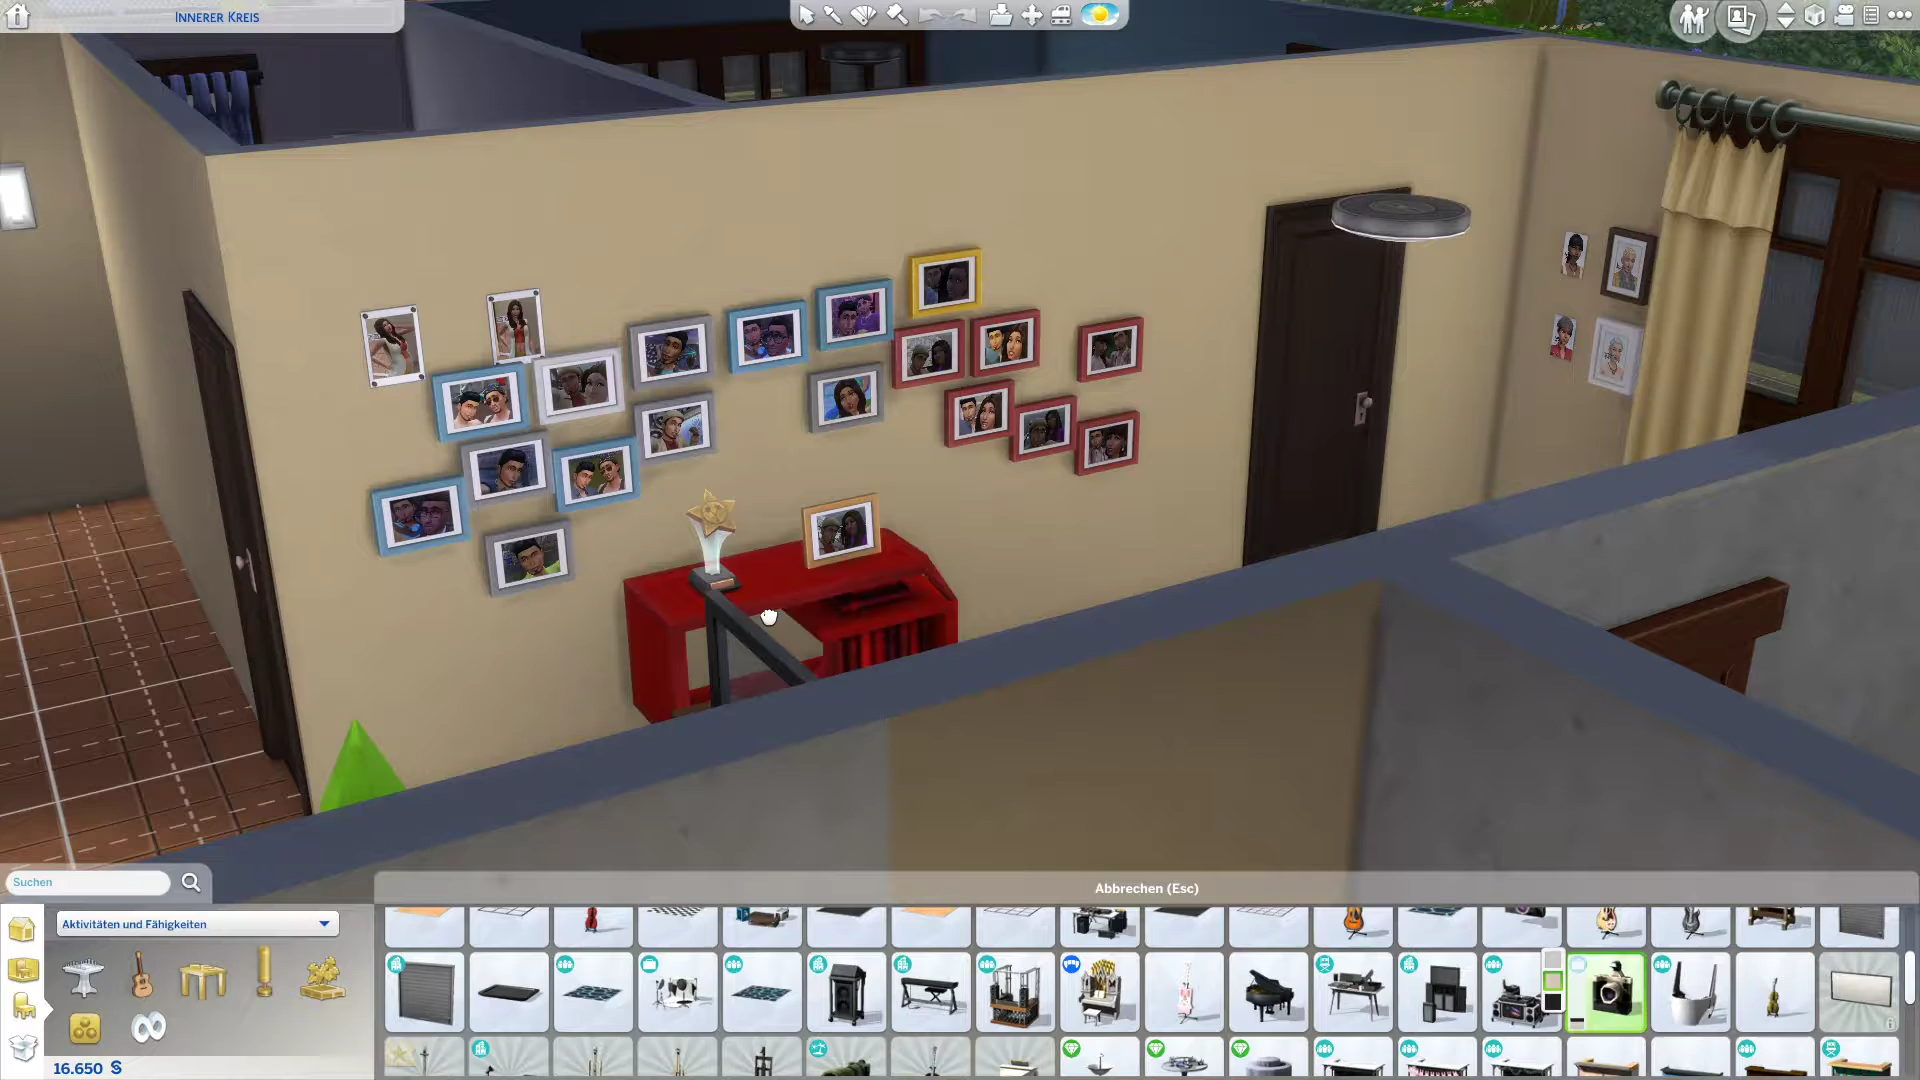 Innerer Kreis
Abbrechen (Esc)
Suchen
Aktivitäten und Fähigkeiten
16.650 §